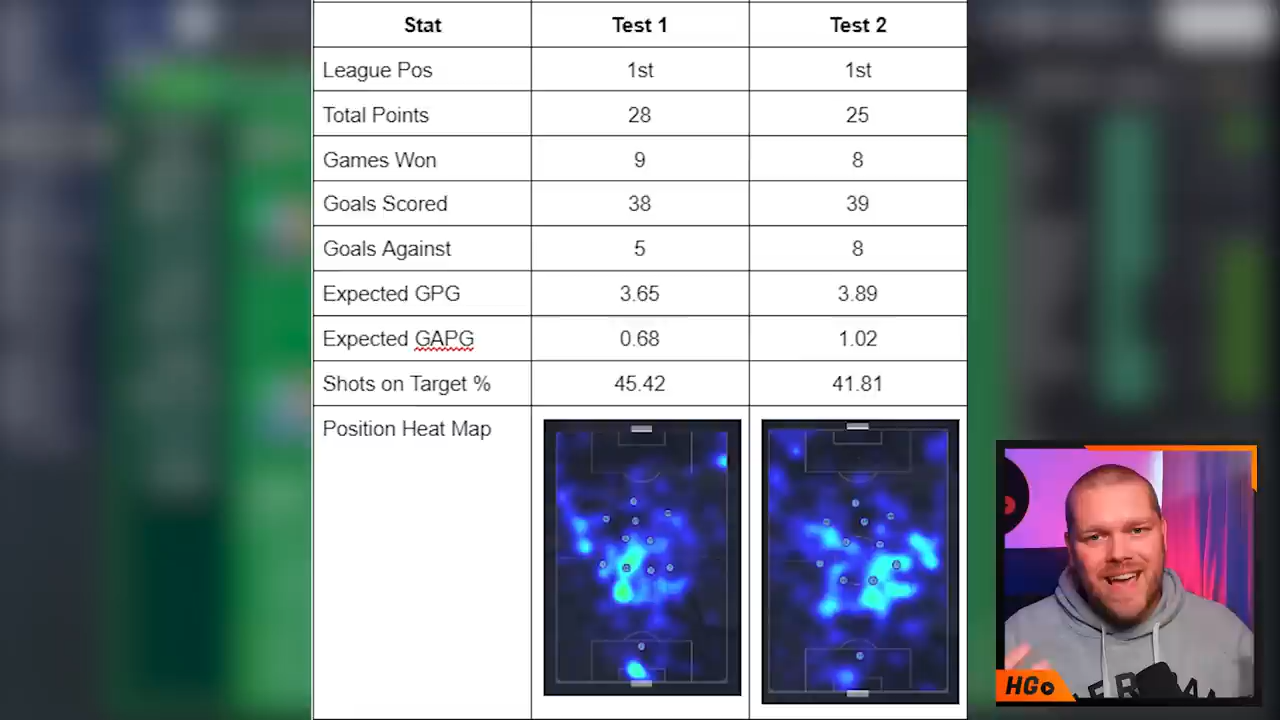 Stat Test 1 Test 2
League Pos 1st 1st
Total Points 28 25
Games Won 9 8
Goals Scored 38 39
Goals Against 5 8
Expected GPG 3.65 3.89
Expected GAPG 0.68 1.02
Shots on Target % 45.42 41.81
Position Heat Map
HGo